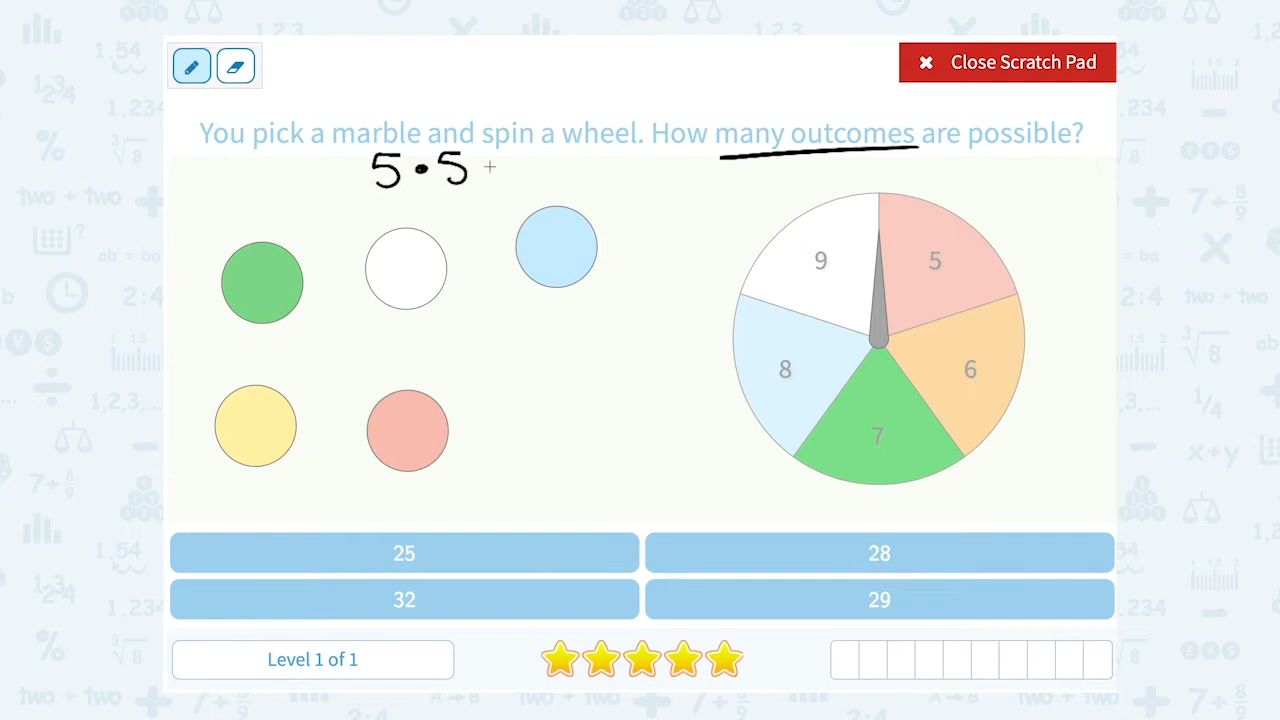 Close Scratch Pad
You pick a marble and spin a wheel. How many outcomes are possible?
5 • 5
9
5
8
6
7
25
28
32
29
Level 1 of 1